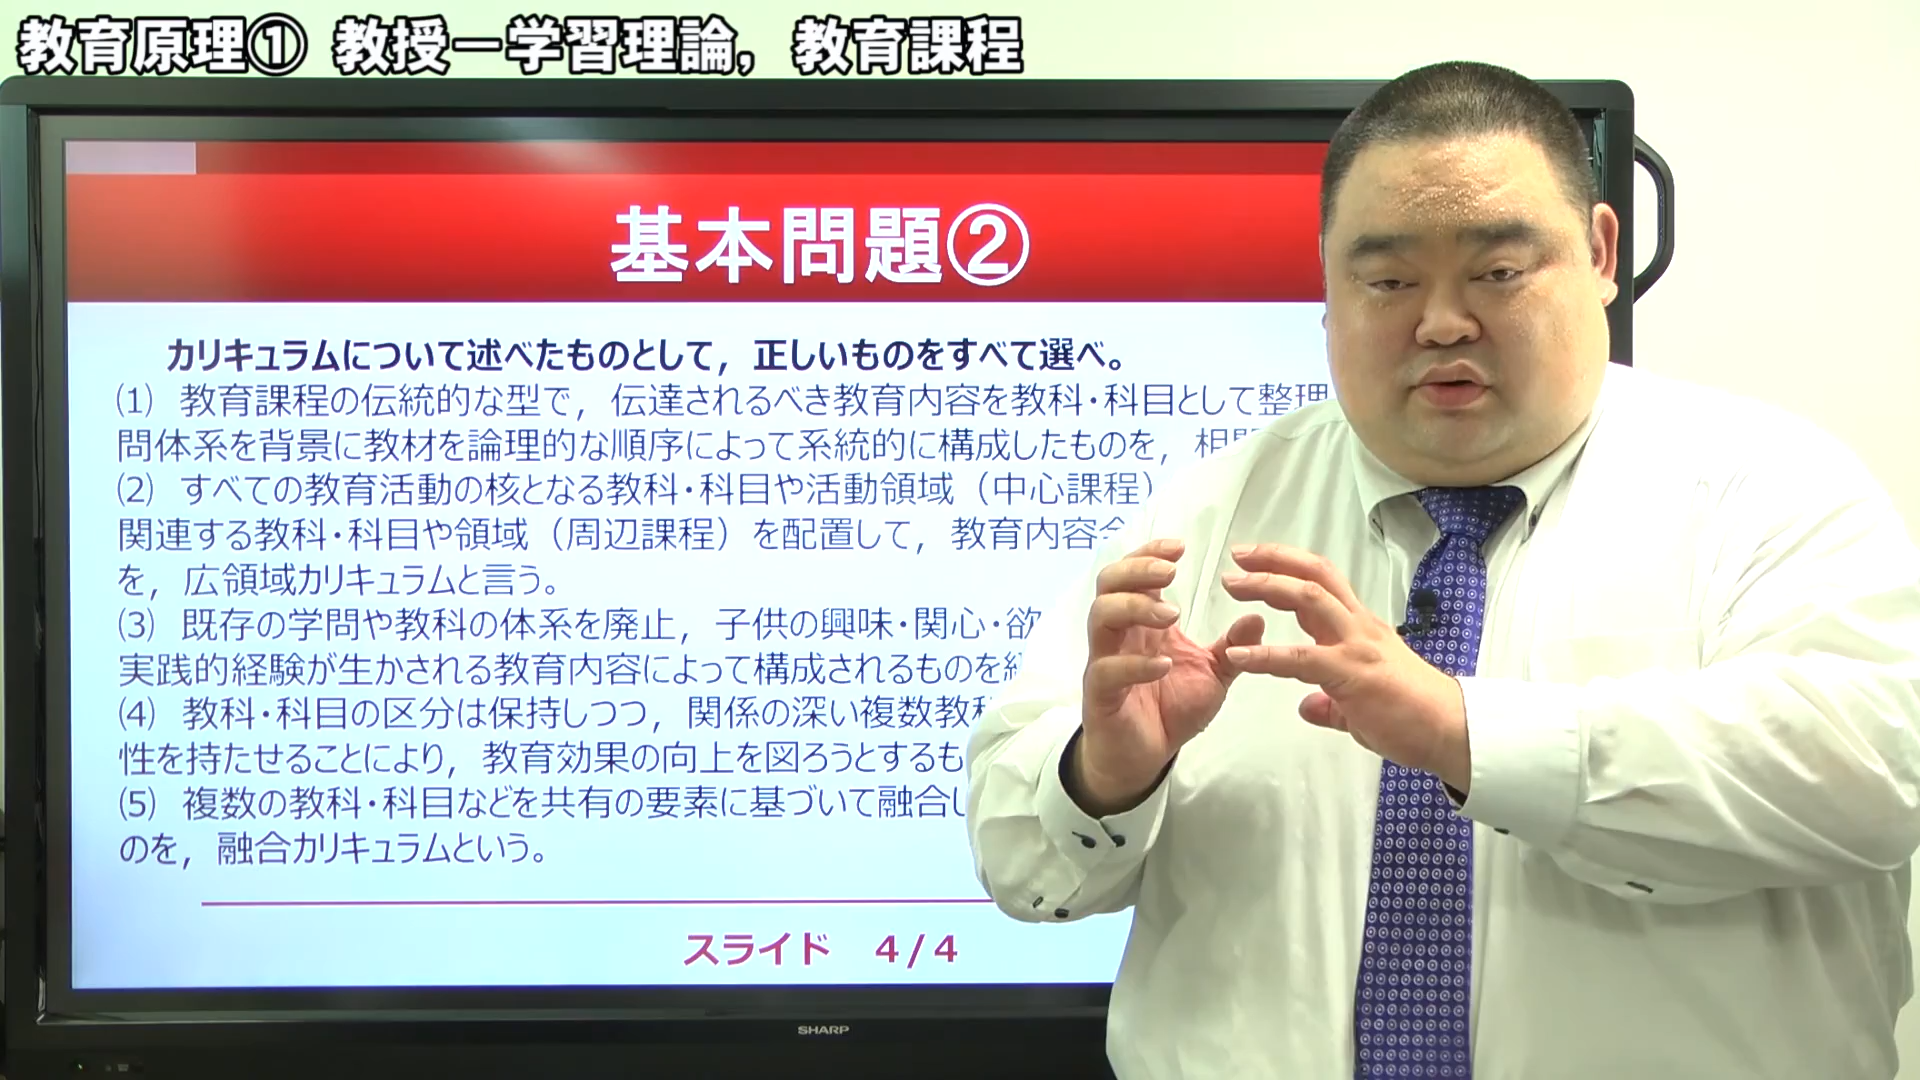 教育原理① 教授－学習理論，教育課程
基本問題②
カリキュラムについて述べたものとして，正しいものをすべて選べ。
⑴ 教育課程の伝統的な型で，伝達されるべき教育内容を教科・科目として整理
問体系を背景に教材を論理的な順序によって系統的に構成したものを，相
⑵ すべての教育活動の核となる教科・科目や活動領域（中心課程）
関連する教科・科目や領域（周辺課程）を配置して，教育内容
を，広領域カリキュラムと言う。
⑶ 既存の学問や教科の体系を廃止，子供の興味・関心・欲
実践的経験が生かされる教育内容によって構成されるものを
⑷ 教科・科目の区分は保持しつつ，関係の深い複数教科
性を持たせることにより，教育効果の向上を図ろうとするも
⑸ 複数の教科・科目などを共有の要素に基づいて融合し
のを，融合カリキュラムという。
スライド 4/4
SHARP